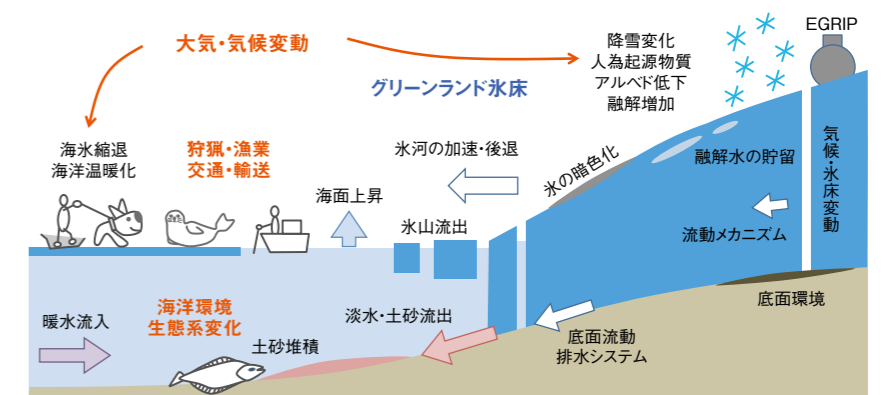 大気・気候変動
降雪変化
人為起源物質
アルベド低下
融解増加
EGRIP
グリーンランド氷床
海氷縮退
海洋温暖化
狩猟・漁業
交通・輸送
氷河の加速・後退
氷の暗色化
融解水の貯留
気候・氷床変動
海面上昇
氷山流出
流動メカニズム
底面環境
海洋環境
生態系変化
暖水流入
淡水・土砂流出
土砂堆積
底面流動
排水システム